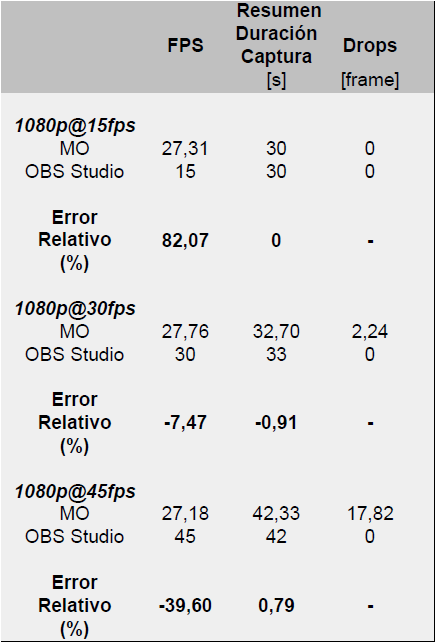 FPS Resumen Duración Captura Drops
[s] [frame]
1080p@15fps
MO 27,31 30 0
OBS Studio 15 30 0
Error
Relativo 82,07 0 -
(%)
1080p@30fps
MO 27,76 32,70 2,24
OBS Studio 30 33 0
Error
Relativo -7,47 -0,91 -
(%)
1080p@45fps
MO 27,18 42,33 17,82
OBS Studio 45 42 0
Error
Relativo -39,60 0,79 -
(%)